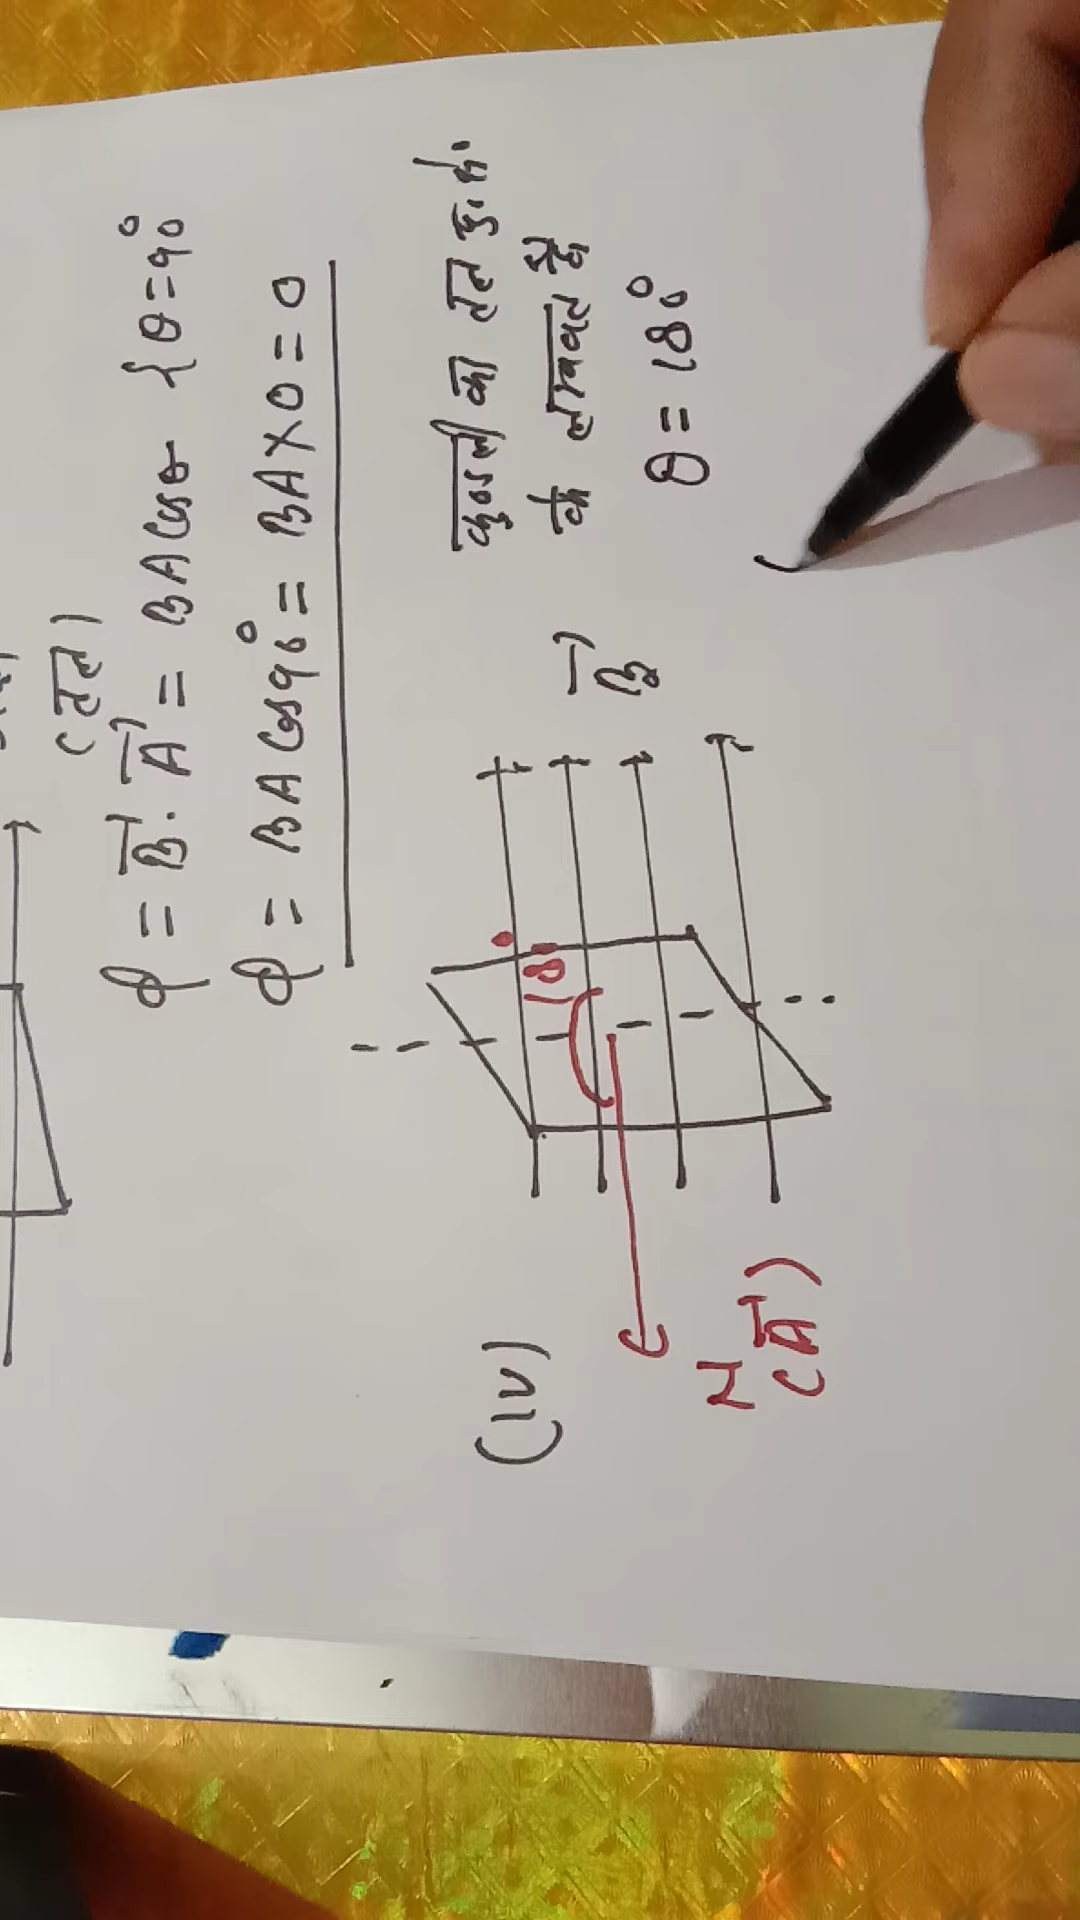 (तल)
φ = B⃗ . A⃗ = BA cosθ {θ=90°
φ = BA cos90° = BA X 0 = 0
(iv)
180
B⃗
N
(A⃗)
कुण्डली का तल चु. क्षे.
के लम्बवत है
θ = 180°